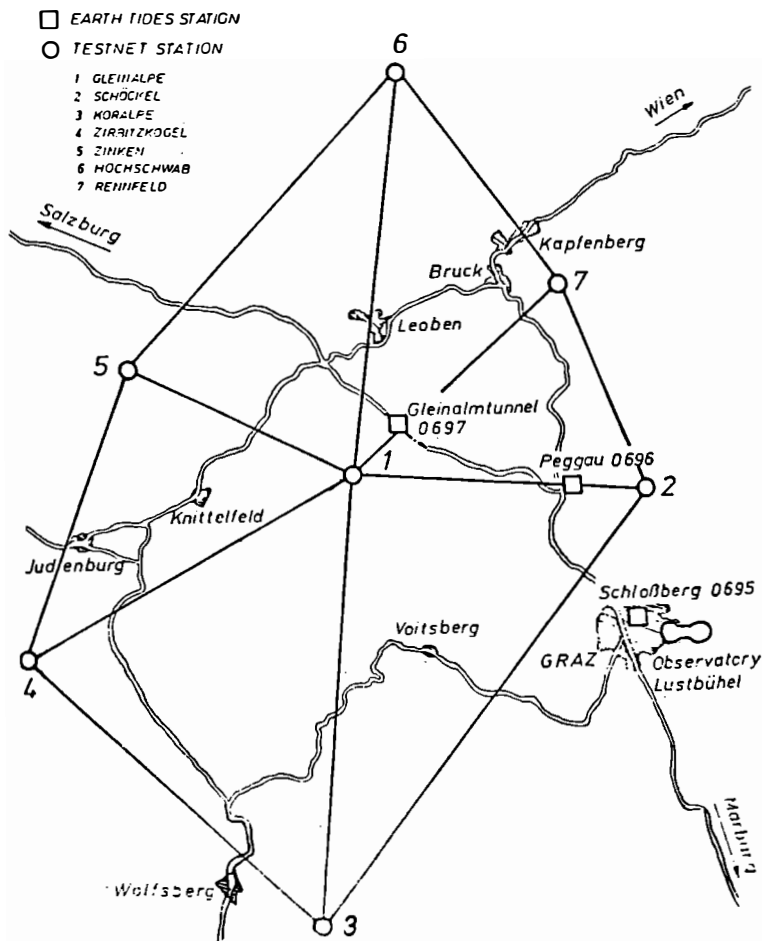 EARTH TIDES STATION
TESTNET STATION
1 GLEINALPE
2 SCHÖCKEL
3 KORALPE
4 ZIRBITZKOGEL
5 ZINKEN
6 HOCHSCHWAB
7 RENNFELD
6
Wien
Salzburg
Kapfenberg
Bruck
7
Leoben
5
Gleinalmtunnel
0697
1
Peggau 0696
2
Knittelfeld
Judenburg
Schloßberg 0695
Voitsberg
GRAZ
Observatory
Lustbühel
4
Marburg
Wolfsberg
3